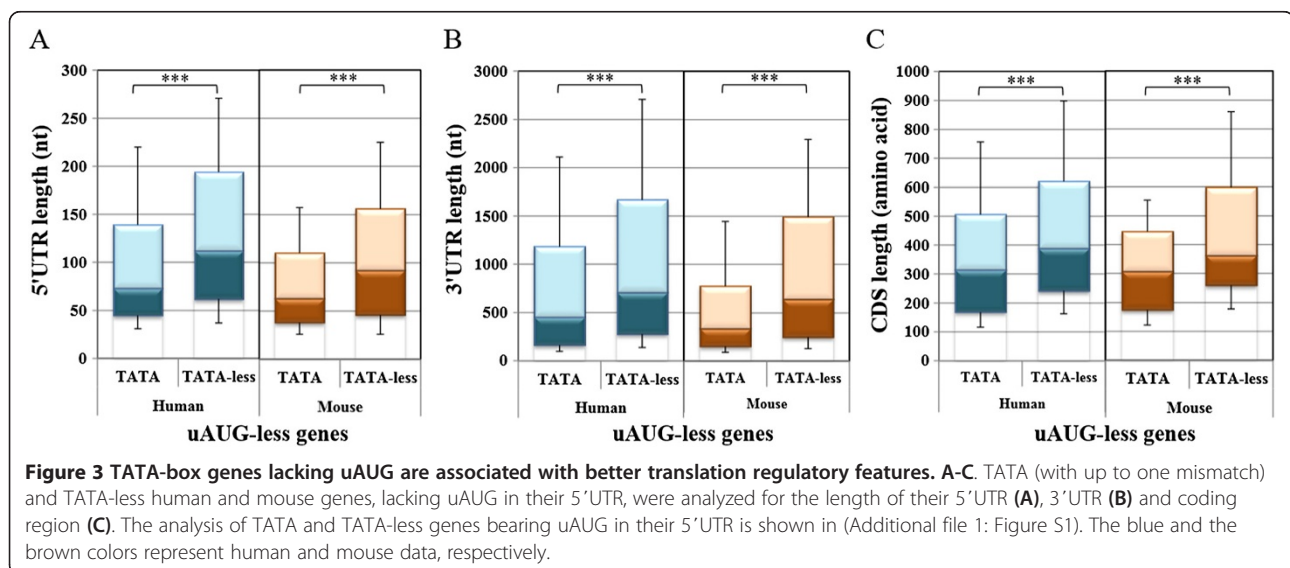 A
B
C
300
250
200
150
100
50
0
5'UTR length (nt)
***
***
TATA TATA-less TATA TATA-less
Human Mouse
uAUG-less genes
3000
2500
2000
1500
1000
500
0
3'UTR length (nt)
***
***
TATA TATA-less TATA TATA-less
Human Mouse
uAUG-less genes
1000
900
800
700
600
500
400
300
200
100
0
CDS length (amino acid)
***
***
TATA TATA-less TATA TATA-less
Human Mouse
uAUG-less genes
Figure 3 TATA-box genes lacking uAUG are associated with better translation regulatory features. A-C. TATA (with up to one mismatch)
and TATA-less human and mouse genes, lacking uAUG in their 5′UTR, were analyzed for the length of their 5′UTR (A), 3′UTR (B) and coding
region (C). The analysis of TATA and TATA-less genes bearing uAUG in their 5′UTR is shown in (Additional file 1: Figure S1). The blue and the
brown colors represent human and mouse data, respectively.